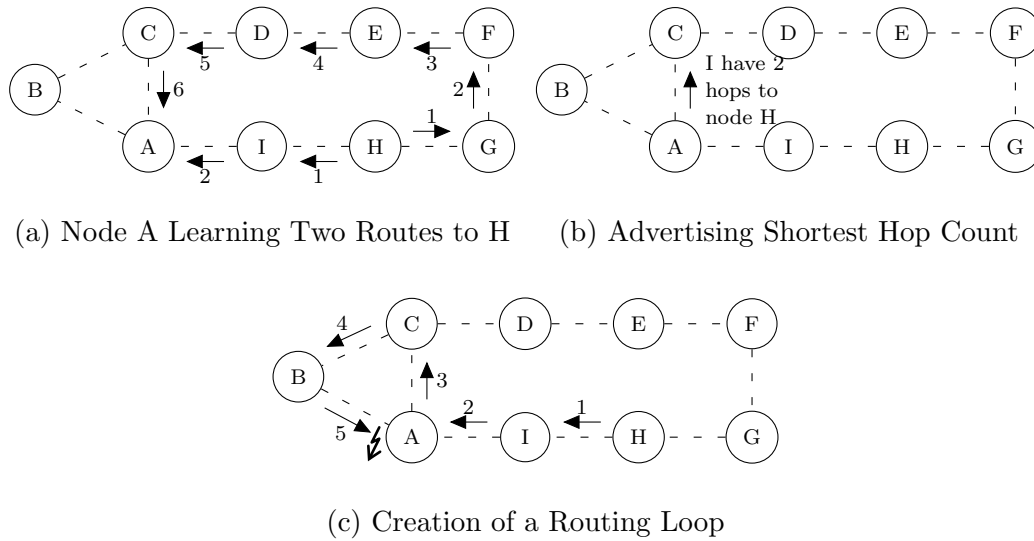 C D E F
5 4 3
B
6 2
1
A I H G
2 1
(a) Node A Learning Two Routes to H
C D E F
I have 2
hops to
node H
B
A I H G
(b) Advertising Shortest Hop Count
C D E F
4
B
3
2 1
5
A I H G
(c) Creation of a Routing Loop